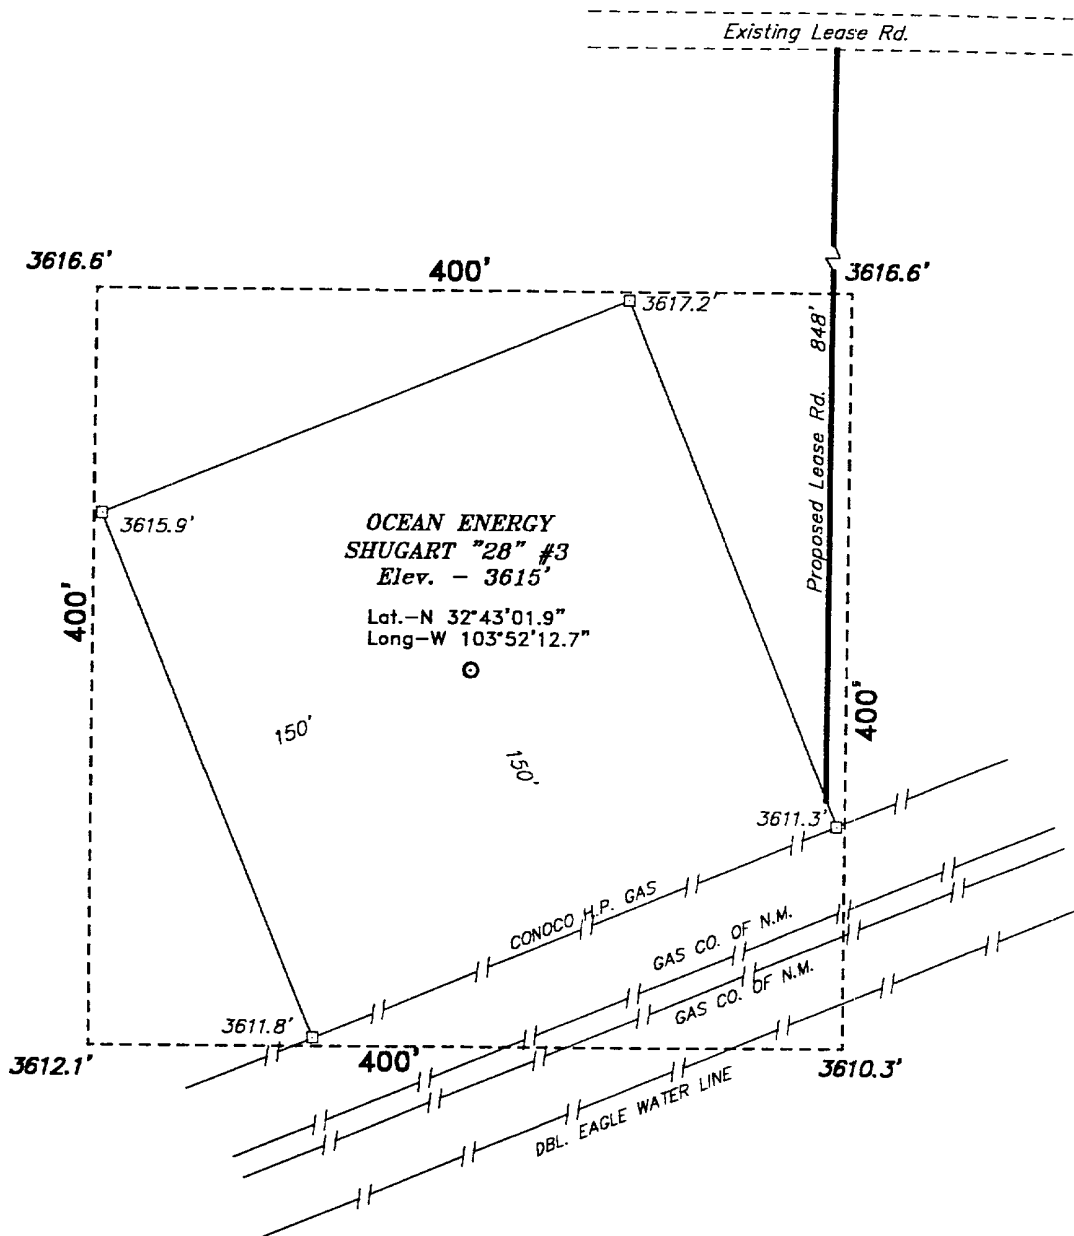 Existing Lease Rd.
3616.6'
400'
3616.6'
3617.2'
Proposed Lease Rd. 848'
3615.9'
OCEAN ENERGY
SHUGART "28" #3
Elev. - 3615'
Lat.-N 32°43'01.9"
Long-W 103°52'12.7"
400'
400'
150'
150'
3611.3'
CONOCO H.P. GAS
GAS CO. OF N.M.
GAS CO. OF N.M.
3611.8'
400'
3612.1'
3610.3'
DBL. EAGLE WATER LINE